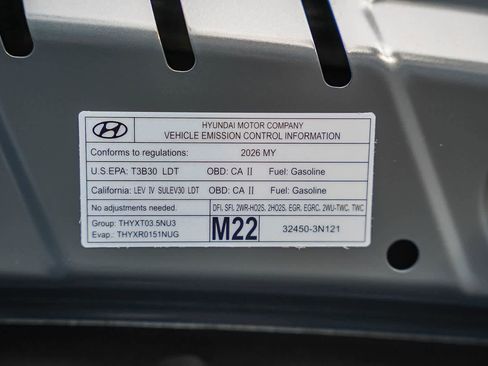 HYUNDAI MOTOR COMPANY
VEHICLE EMISSION CONTROL INFORMATION
Conforms to regulations: 2026 MY
U.S.EPA: T3B30 LDT OBD: CA II Fuel: Gasoline
California: LEV IV SULEV30 LDT OBD: CA II Fuel: Gasoline
No adjustments needed. DFI, SFI, 2WR-HO2S, 2HO2S, EGR, EGRC, 2WU-TWC, TWC
Group: THYXT03.5NU3
Evap.: THYXR0151NUG
M22 32450-3N121